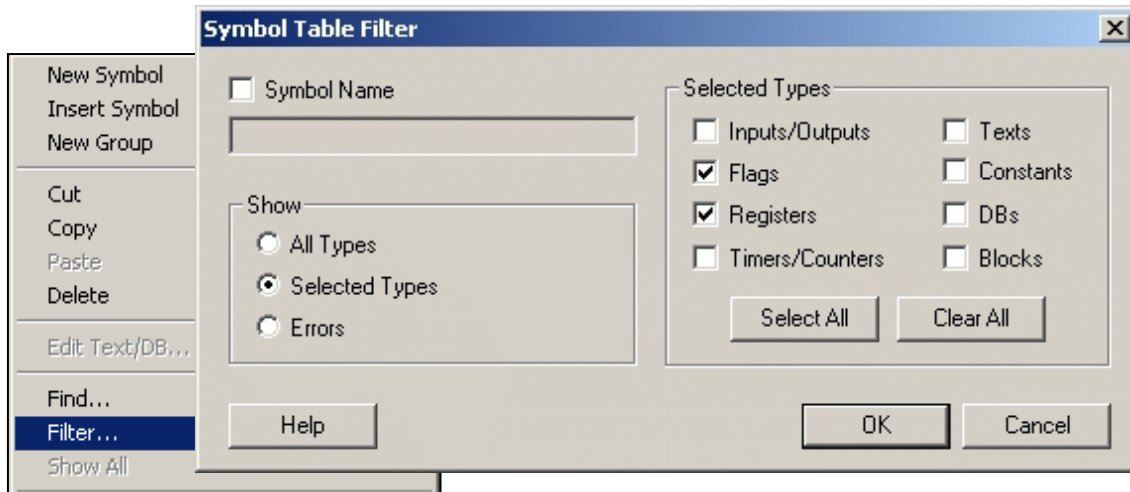 New Symbol
Insert Symbol
New Group
Cut
Copy
Paste
Delete
Edit Text/DB...
Find...
Filter...
Show All
Symbol Table Filter
Symbol Name
Show
All Types
Selected Types
Errors
Selected Types
Inputs/Outputs
Flags
Registers
Timers/Counters
Texts
Constants
DBs
Blocks
Select All
Clear All
Help
OK
Cancel